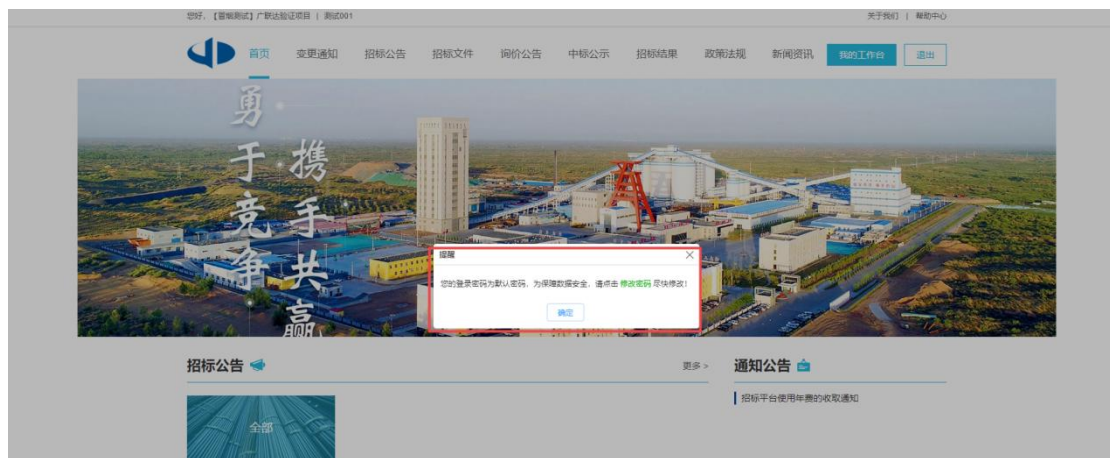 您好，【晋烟测试】广联达验证项目 | 测试001
关于我们 | 帮助中心
首页 变更通知 招标公告 招标文件 询价公告 中标公示 招标结果 政策法规 新闻资讯 我的工作台 退出
勇于竞争
携手共赢
提醒
您的登录密码为默认密码，为保障数据安全，请点击 修改密码 尽快修改！
确定
招标公告
更多 >
通知公告
全部
招标平台使用年费的收取通知